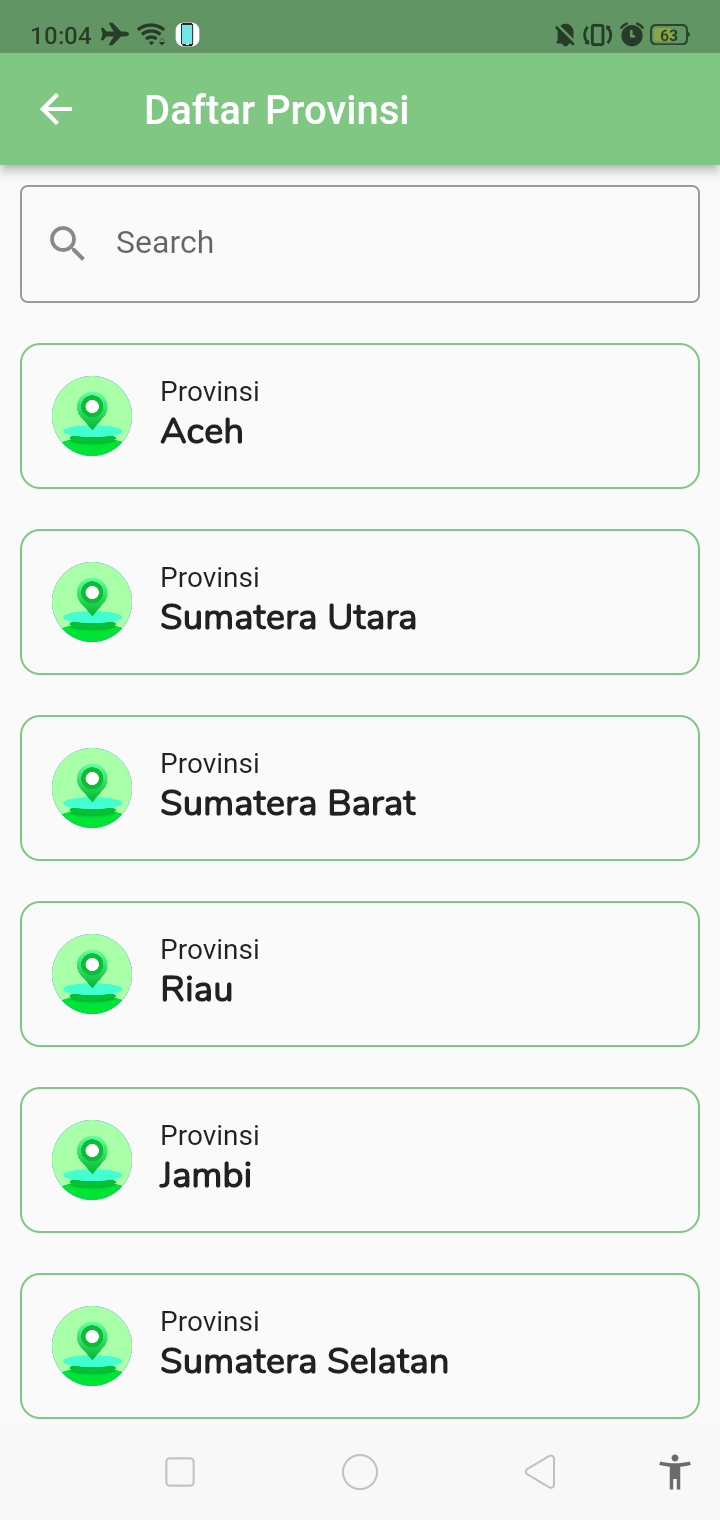 10:04
63
Daftar Provinsi
Search
Provinsi
Aceh
Provinsi
Sumatera Utara
Provinsi
Sumatera Barat
Provinsi
Riau
Provinsi
Jambi
Provinsi
Sumatera Selatan